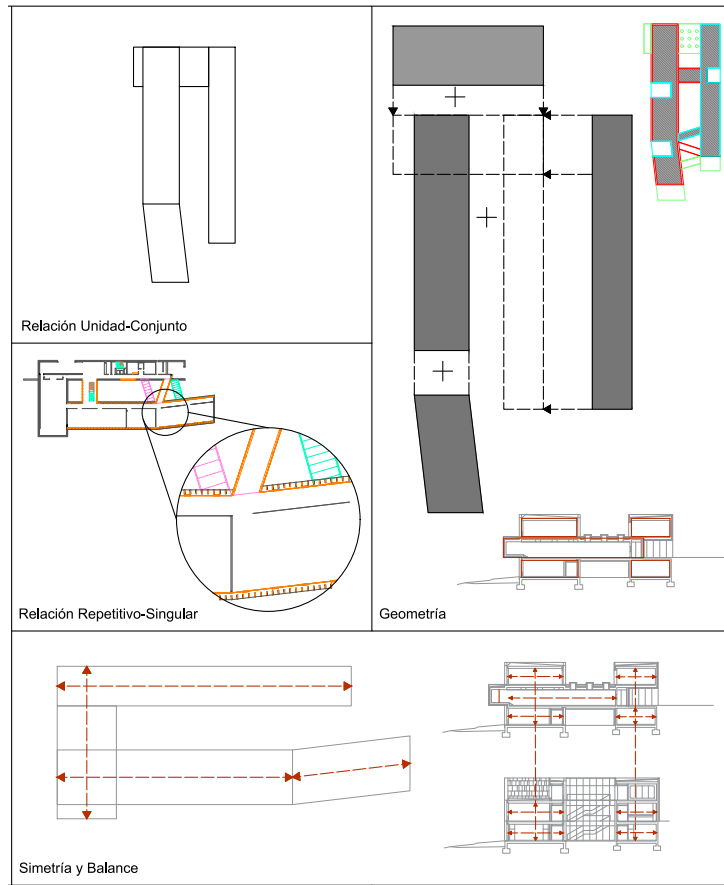 Relación Unidad-Conjunto
Relación Repetitivo-Singular
Geometría
Simetría y Balance